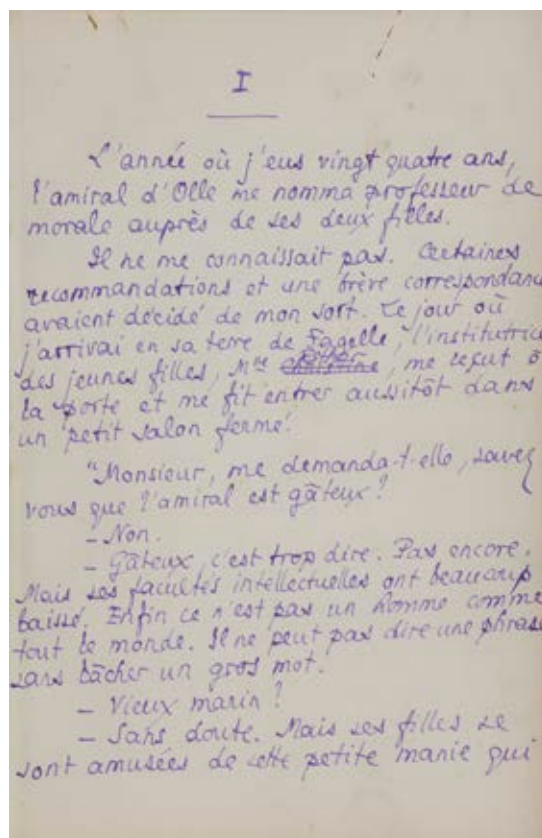 I
L'année où j'eus vingt quatre ans,
l'amiral d'Olle me nomma professeur de
morale auprès de ses deux filles.
Il ne me connaissait pas. Certaines
recommandations et une brève correspondance
avaient décidé de mon sort. Le jour où
j'arrivai en sa terre de Fagelle, l'institutrice
des jeunes filles, Mlle me reçut à
la porte et me fit entrer aussitôt dans
un petit salon fermé.
"Monsieur, me demanda-t-elle, savez
vous que l'amiral est gâteux ?
– Non.
– Gâteux, c'est trop dire. Pas encore.
Mais ses facultés intellectuelles ont beaucoup
baissé. Enfin ce n'est pas un homme comme
tout le monde. Il ne peut pas dire une phrase
sans lâcher un gros mot.
– Vieux marin ?
– Sans doute. Mais ses filles se
sont amusées de cette petite manie qui